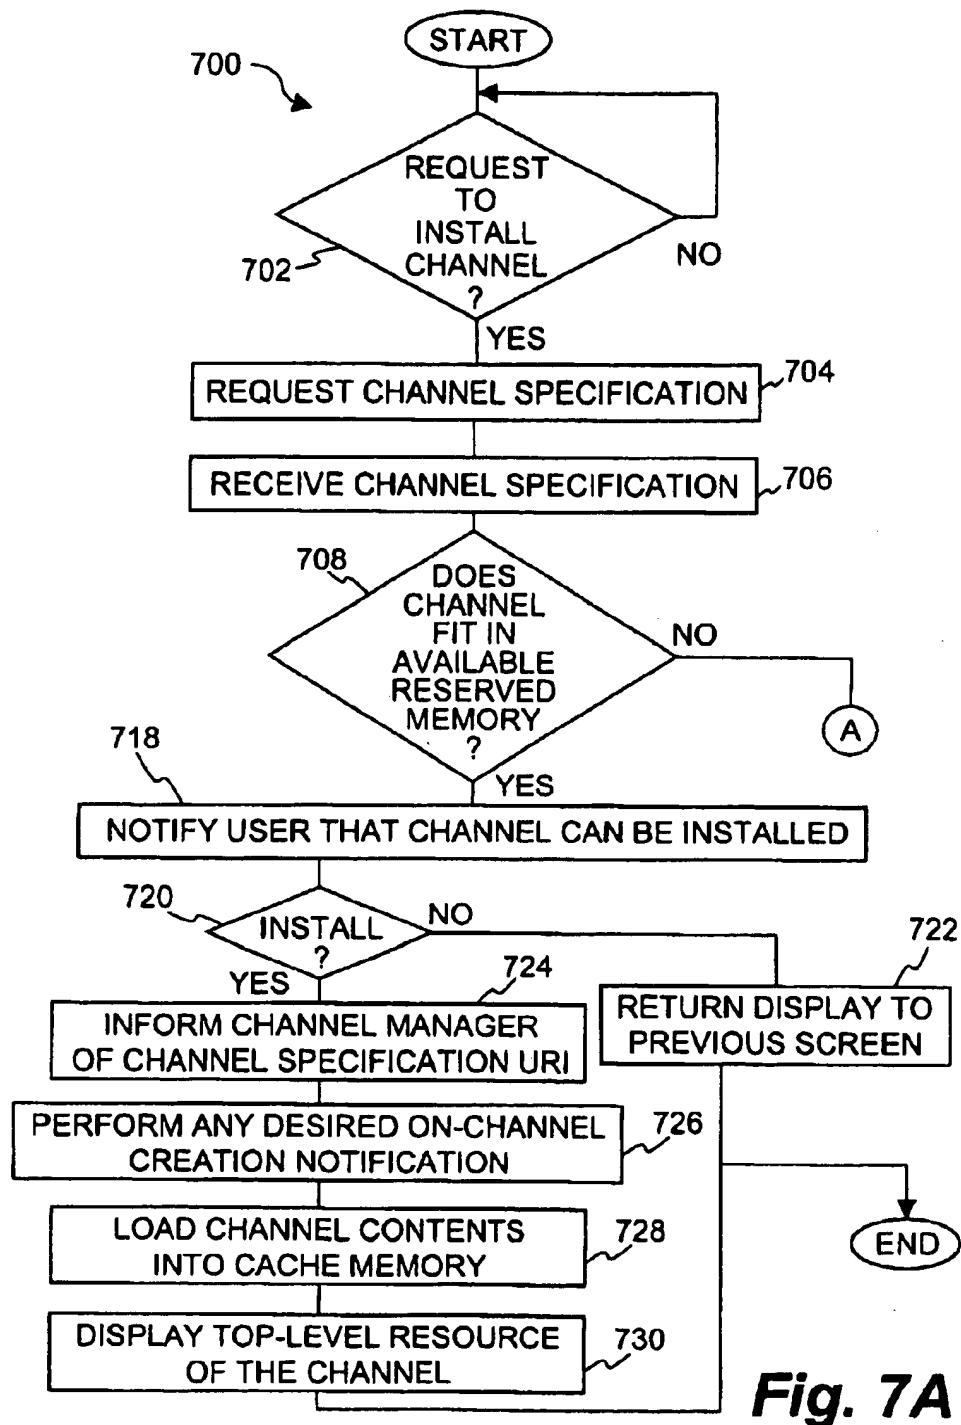 START
700
REQUEST
TO
INSTALL
CHANNEL
?
702
NO
YES
REQUEST CHANNEL SPECIFICATION
704
RECEIVE CHANNEL SPECIFICATION
706
708
DOES
CHANNEL
FIT IN
AVAILABLE
RESERVED
MEMORY
?
NO
A
718
YES
NOTIFY USER THAT CHANNEL CAN BE INSTALLED
720
INSTALL
?
NO
YES
724
722
INFORM CHANNEL MANAGER
OF CHANNEL SPECIFICATION URI
RETURN DISPLAY TO
PREVIOUS SCREEN
PERFORM ANY DESIRED ON-CHANNEL
CREATION NOTIFICATION
726
LOAD CHANNEL CONTENTS
INTO CACHE MEMORY
728
END
DISPLAY TOP-LEVEL RESOURCE
OF THE CHANNEL
730
Fig. 7A